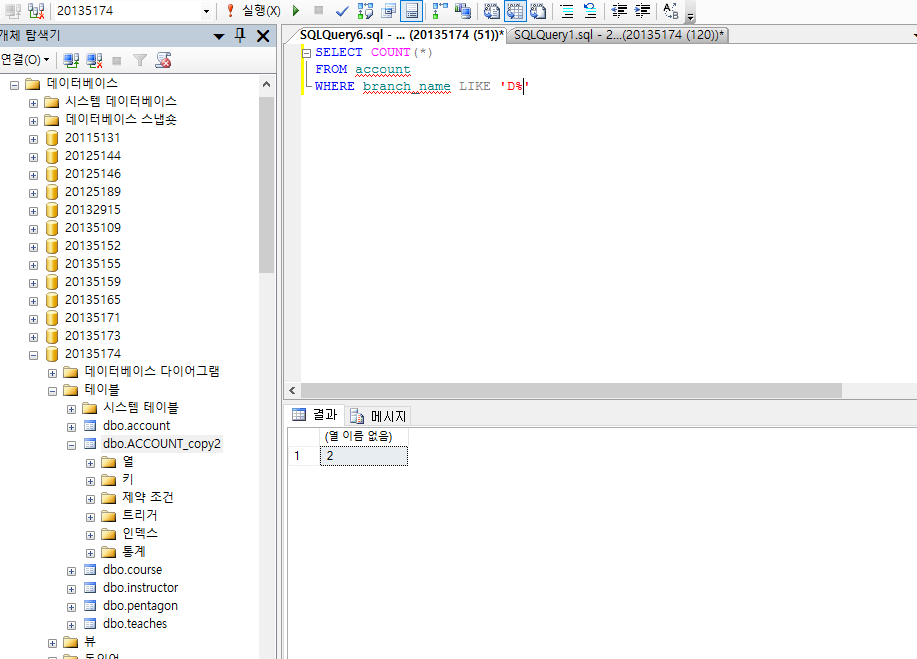 20135174
실행(X)
개체 탐색기
연결(O)
데이터베이스
시스템 데이터베이스
데이터베이스 스냅숏
20115131
20125144
20125146
20125189
20132915
20135109
20135152
20135155
20135159
20135165
20135171
20135173
20135174
데이터베이스 다이어그램
테이블
시스템 테이블
dbo.account
dbo.ACCOUNT_copy2
열
키
제약 조건
트리거
인덱스
통계
dbo.course
dbo.instructor
dbo.pentagon
dbo.teaches
뷰
SQLQuery6.sql - ... (20135174 (51))*
SQLQuery1.sql - 2...(20135174 (120))*
SELECT COUNT(*)
FROM account
WHERE branch_name LIKE 'D%'
결과
메시지
(열 이름 없음)
1
2